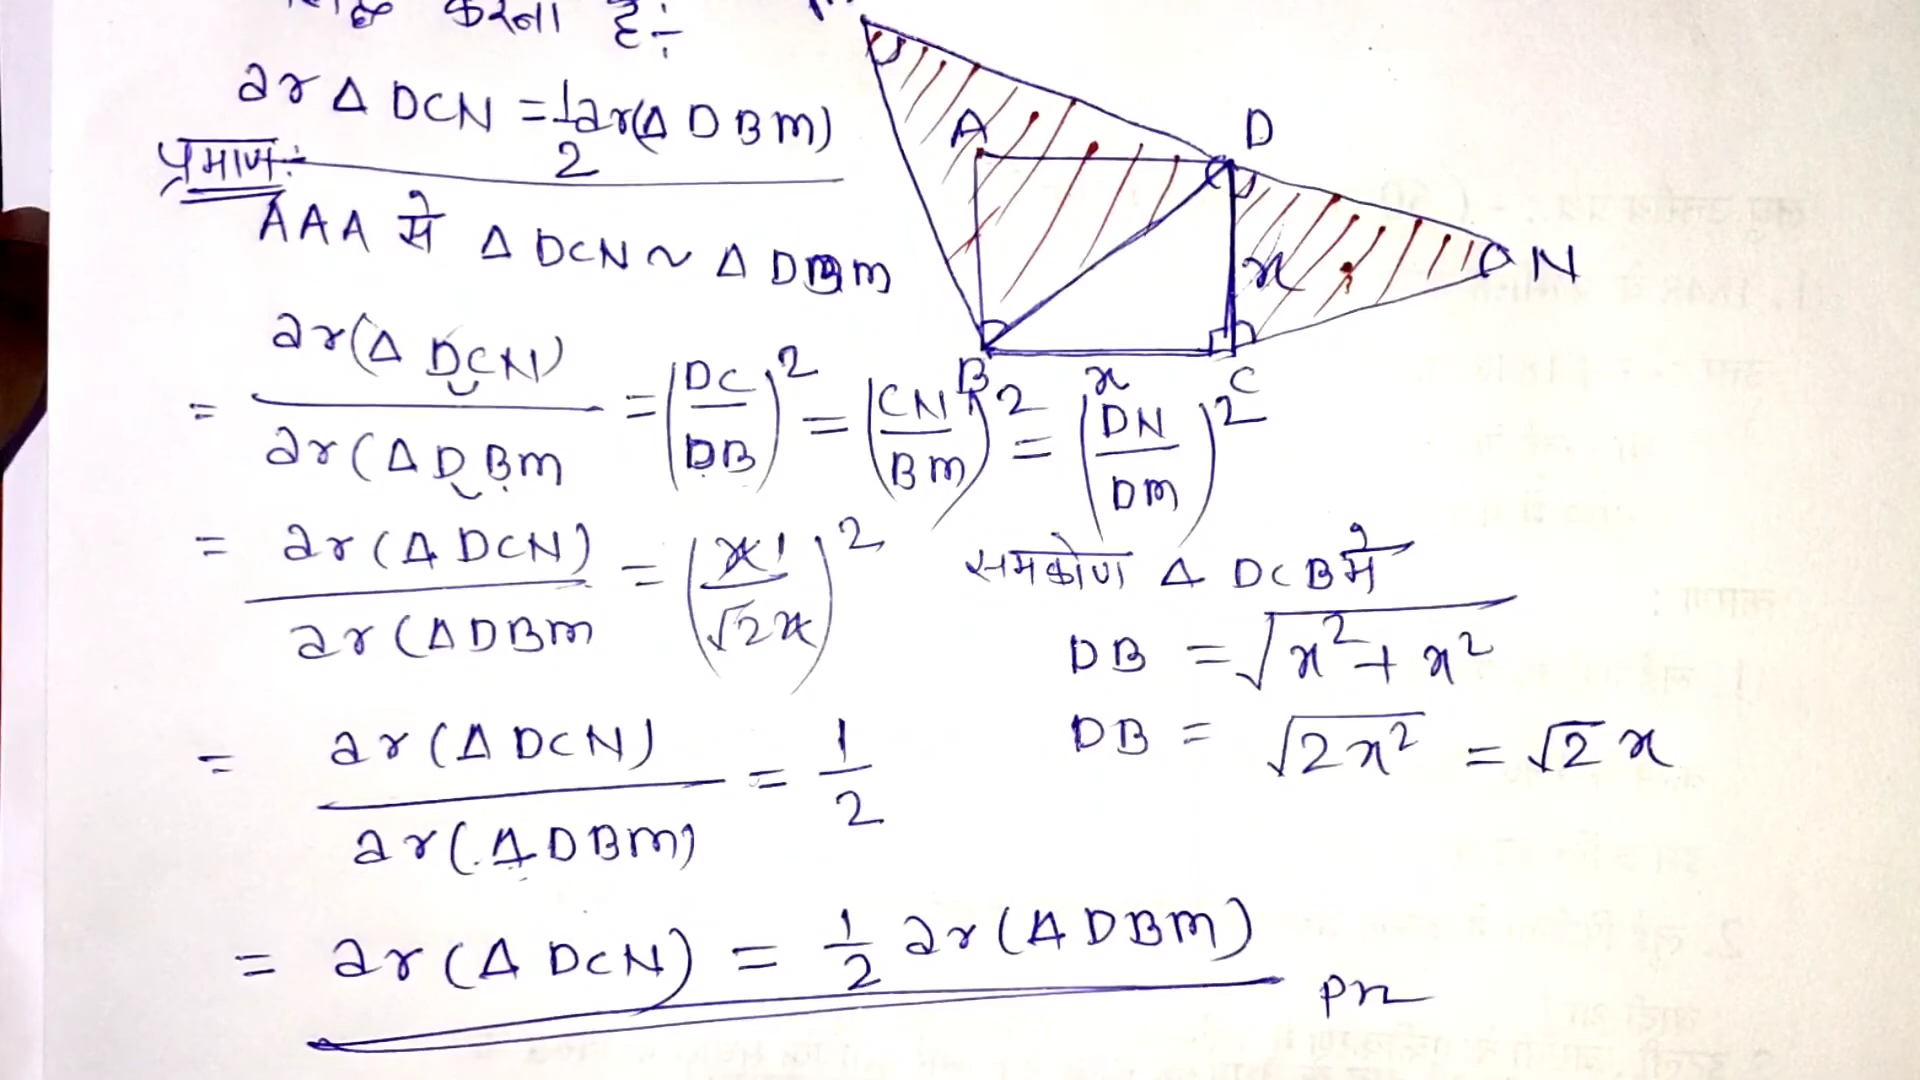 करना है :-
ar Δ DCN = 1/2 ar(Δ DBM)
प्रमाण :-
AAA से Δ DCN ~ Δ DBM
= ar(Δ DCN) / ar(Δ DBM = (DC/DB)² = (CN/BM)² = (DN/DM)²
= ar(Δ DCN) / ar(Δ DBM = (x 1/√2x)²
= ar(Δ DCN) / ar(Δ DBM) = 1/2
= ar(Δ DCN) = 1/2 ar(Δ DBM)
समकोण Δ DCB में
DB = √x² + x²
DB = √2x² = √2 x
A
D
x
N
B
x
C